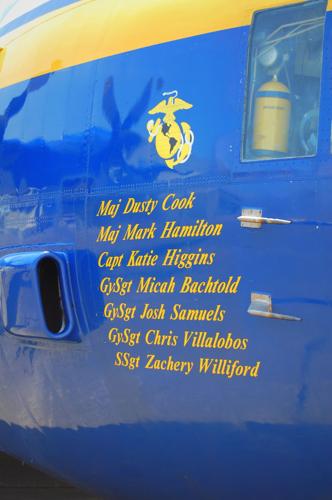 Maj Dusty Cook
Maj Mark Hamilton
Capt Katie Higgins
GySgt Micah Bachtold
GySgt Josh Samuels
GySgt Chris Villalobos
SSgt Zachery Williford